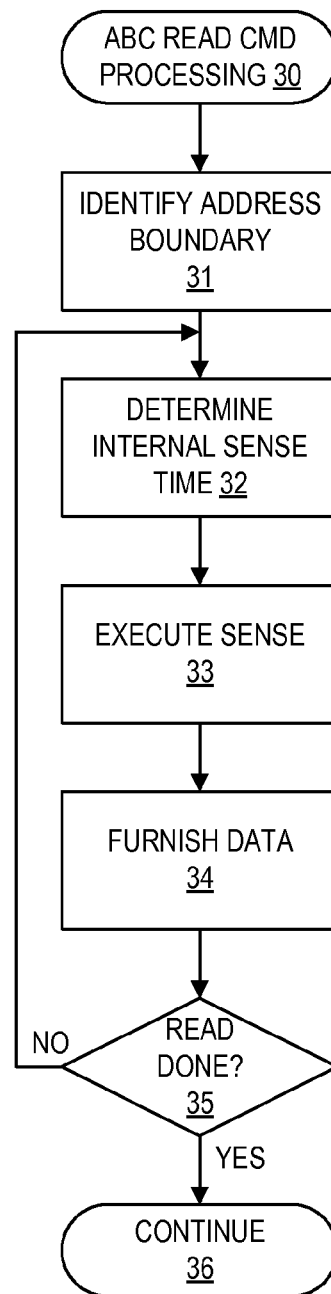 ABC READ CMD
PROCESSING 30
IDENTIFY ADDRESS
BOUNDARY
31
DETERMINE
INTERNAL SENSE
TIME 32
EXECUTE SENSE
33
FURNISH DATA
34
READ
DONE?
35
NO
YES
CONTINUE
36